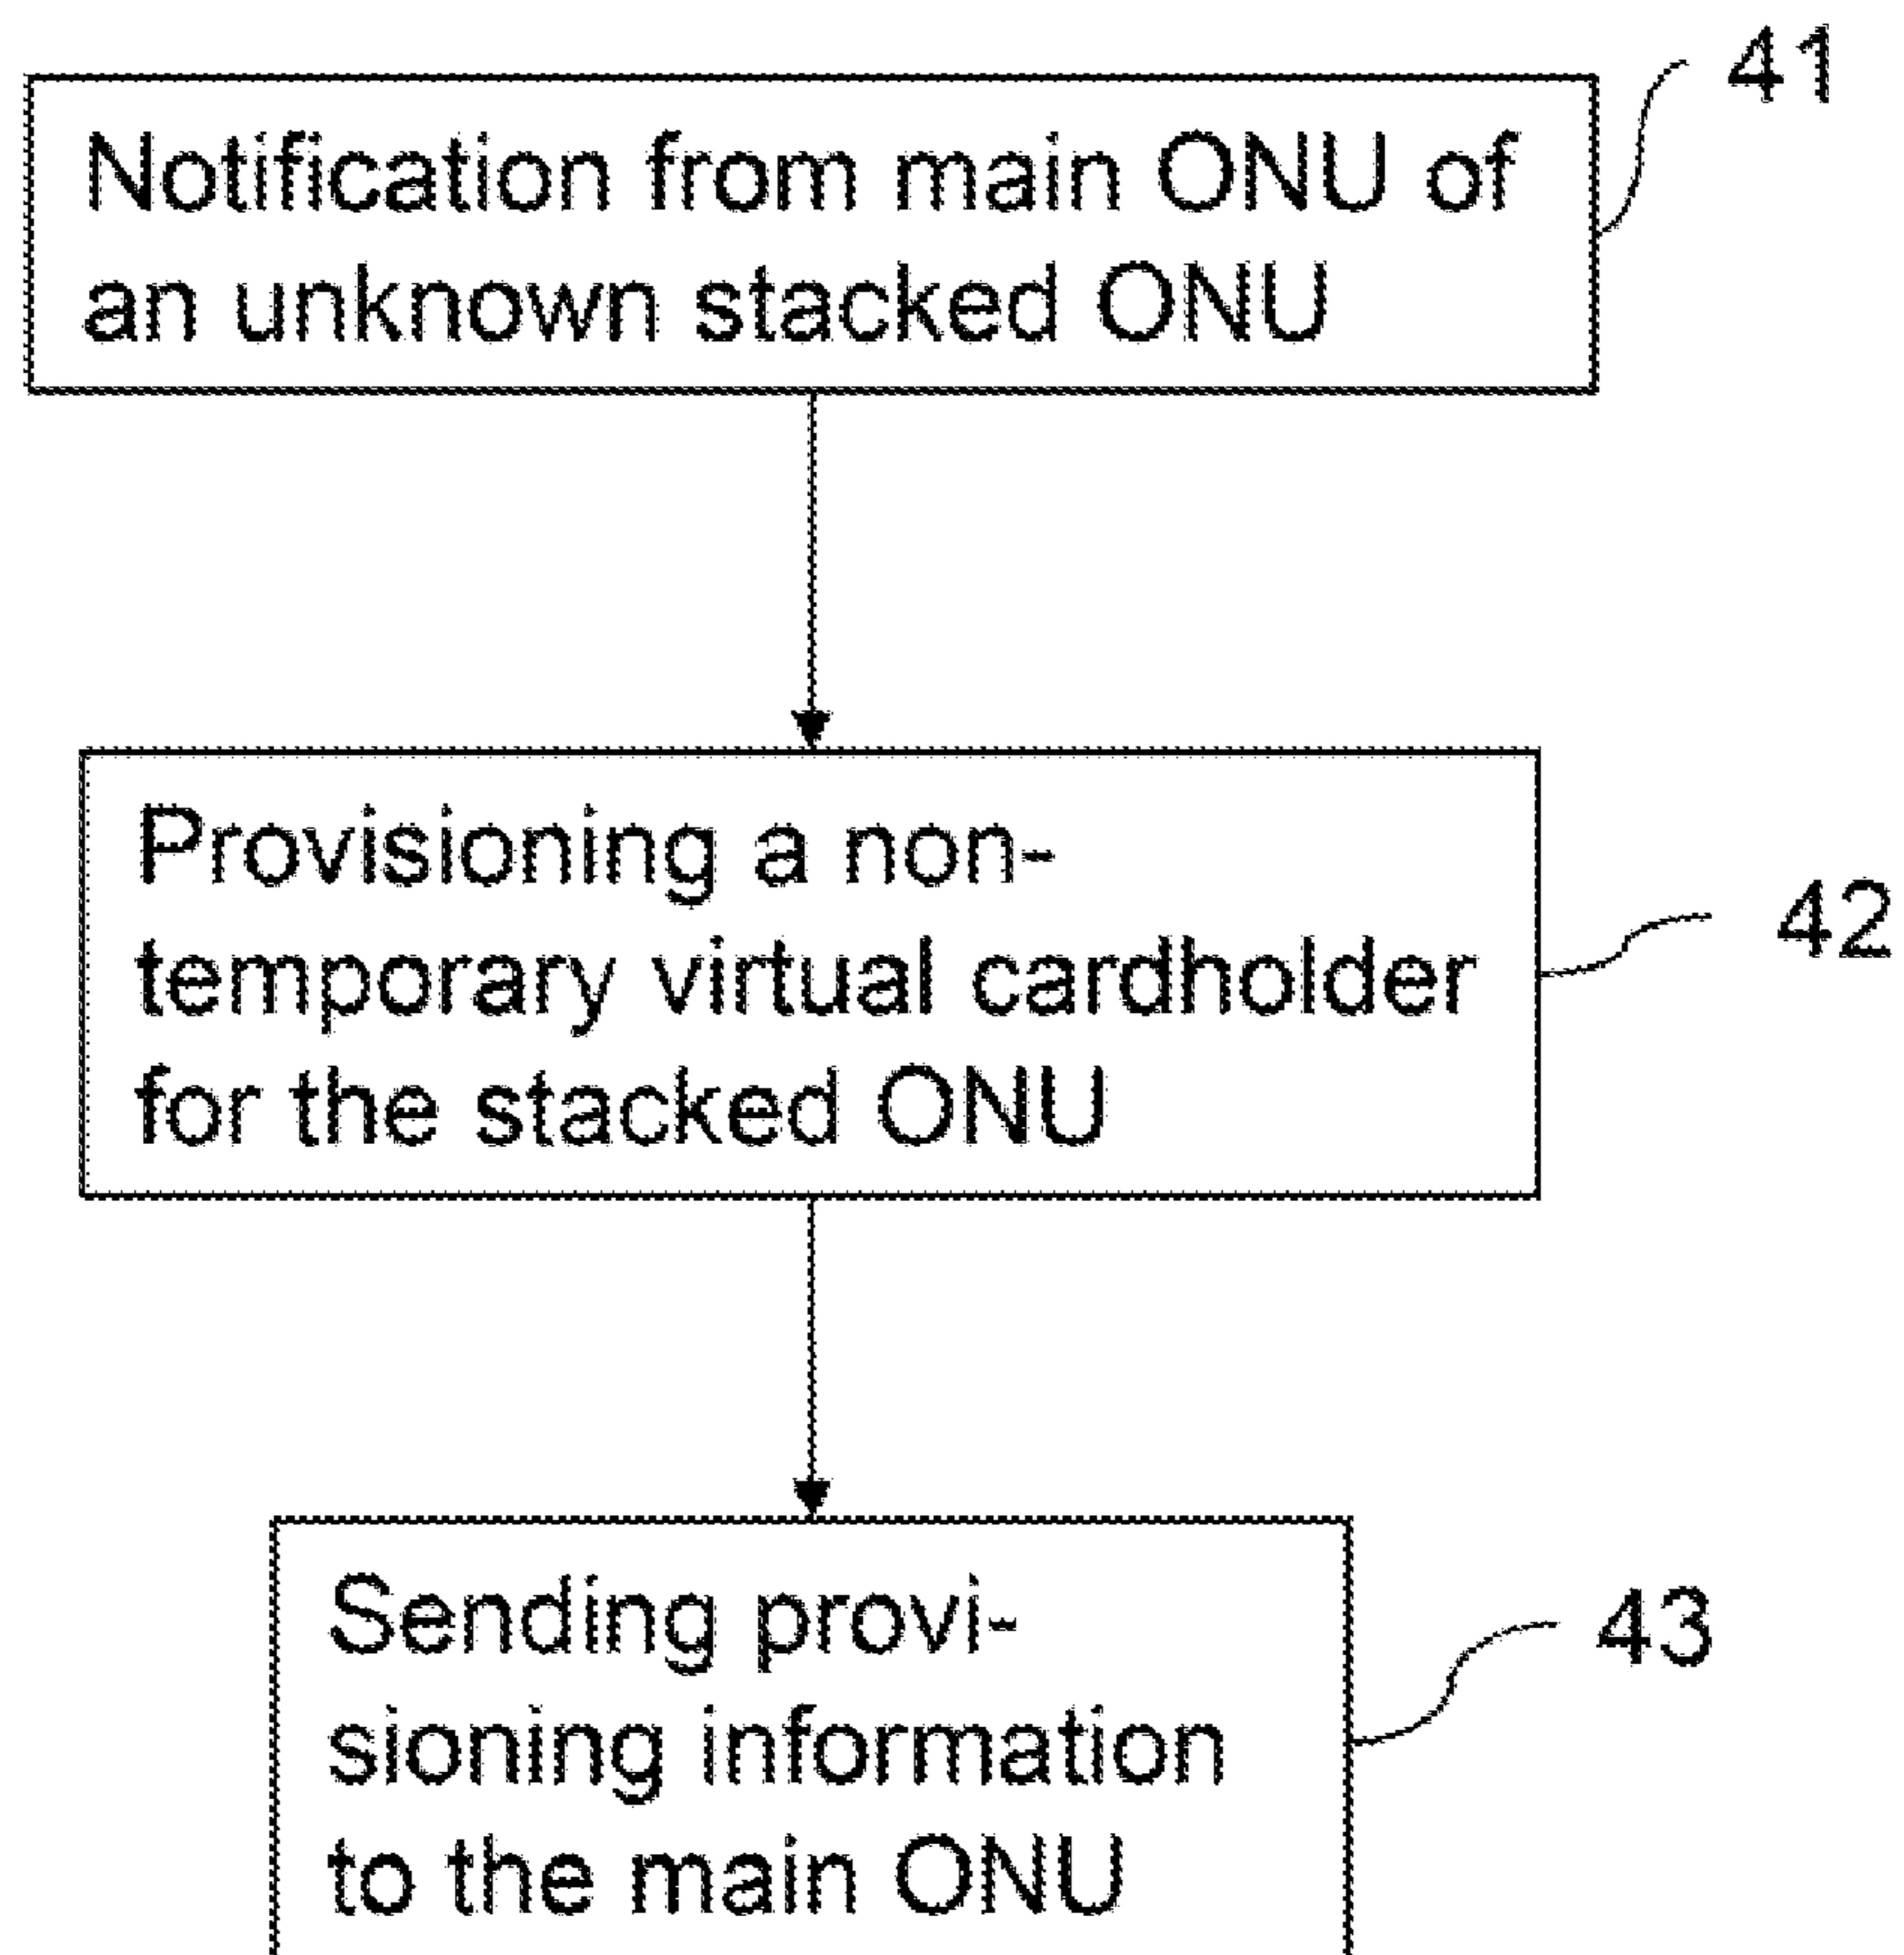 41
Notification from main ONU of
an unknown stacked ONU
Provisioning a non-
temporary virtual cardholder
for the stacked ONU
42
Sending provi-
sioning information
to the main ONU
43